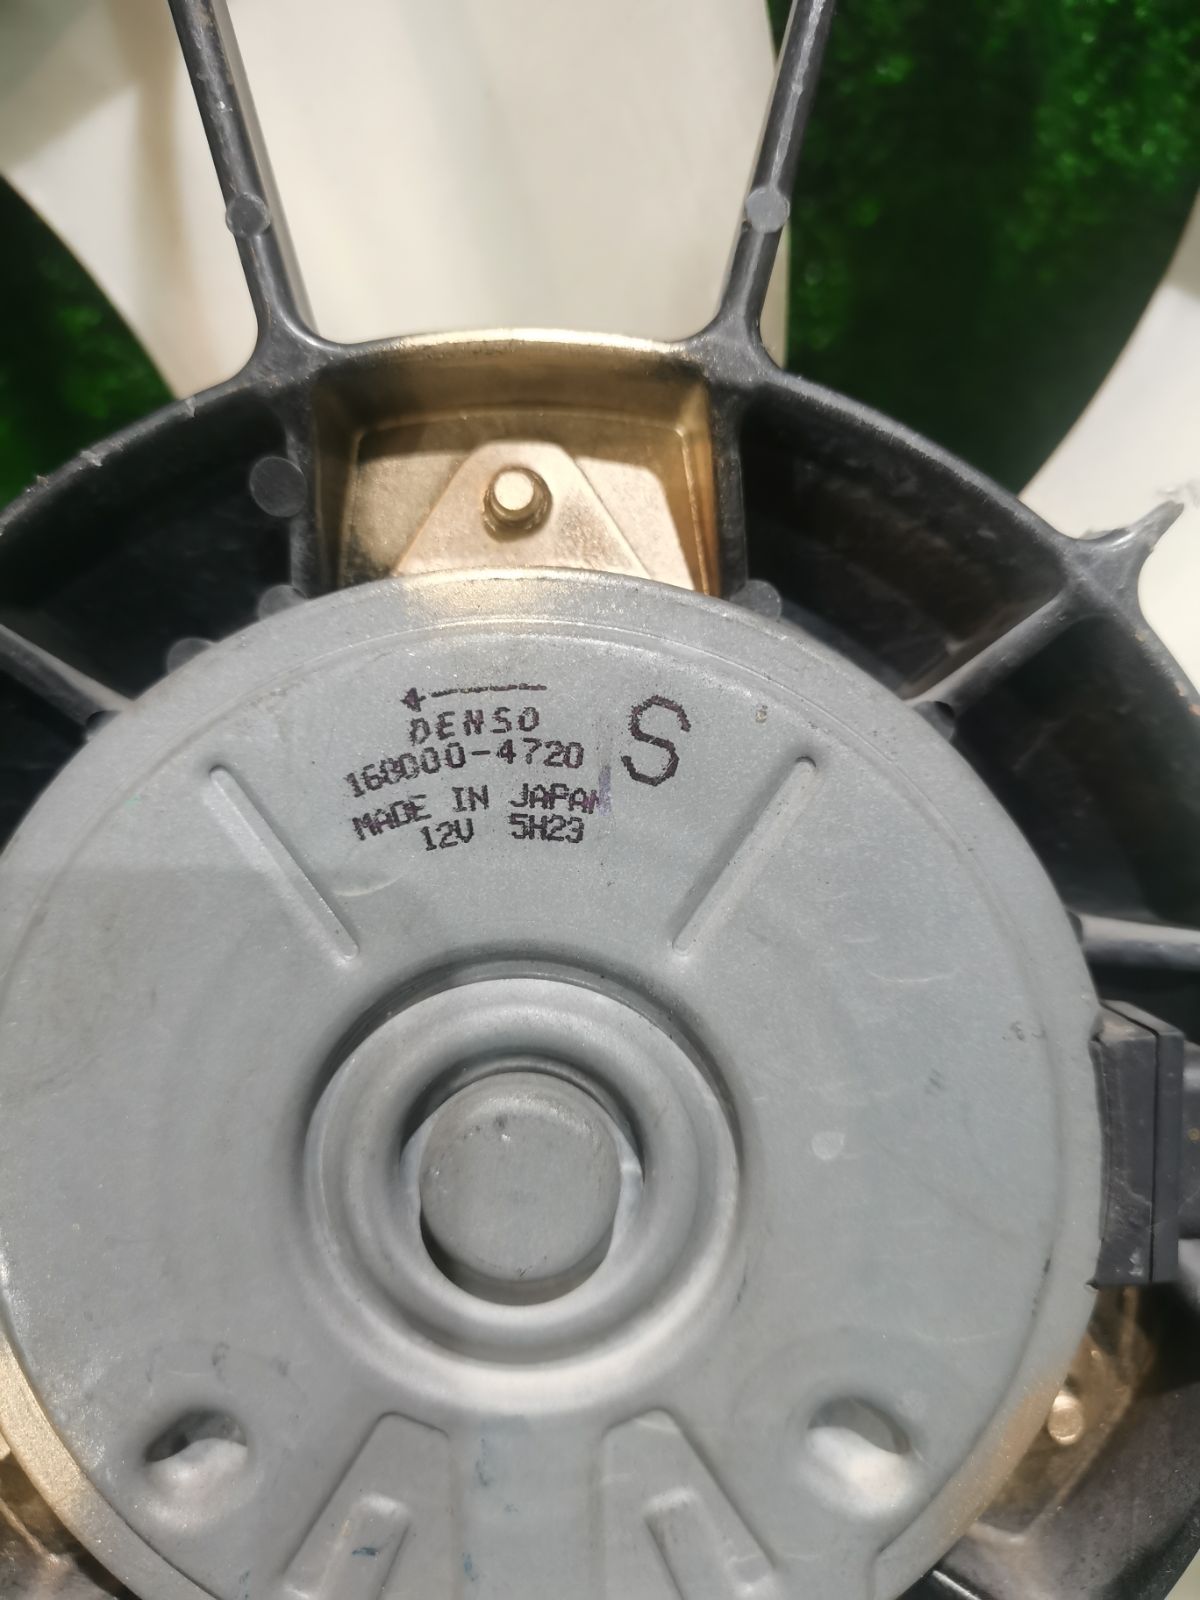 DENSO
168000-4720
MADE IN JAPAN
12V 5H23
S